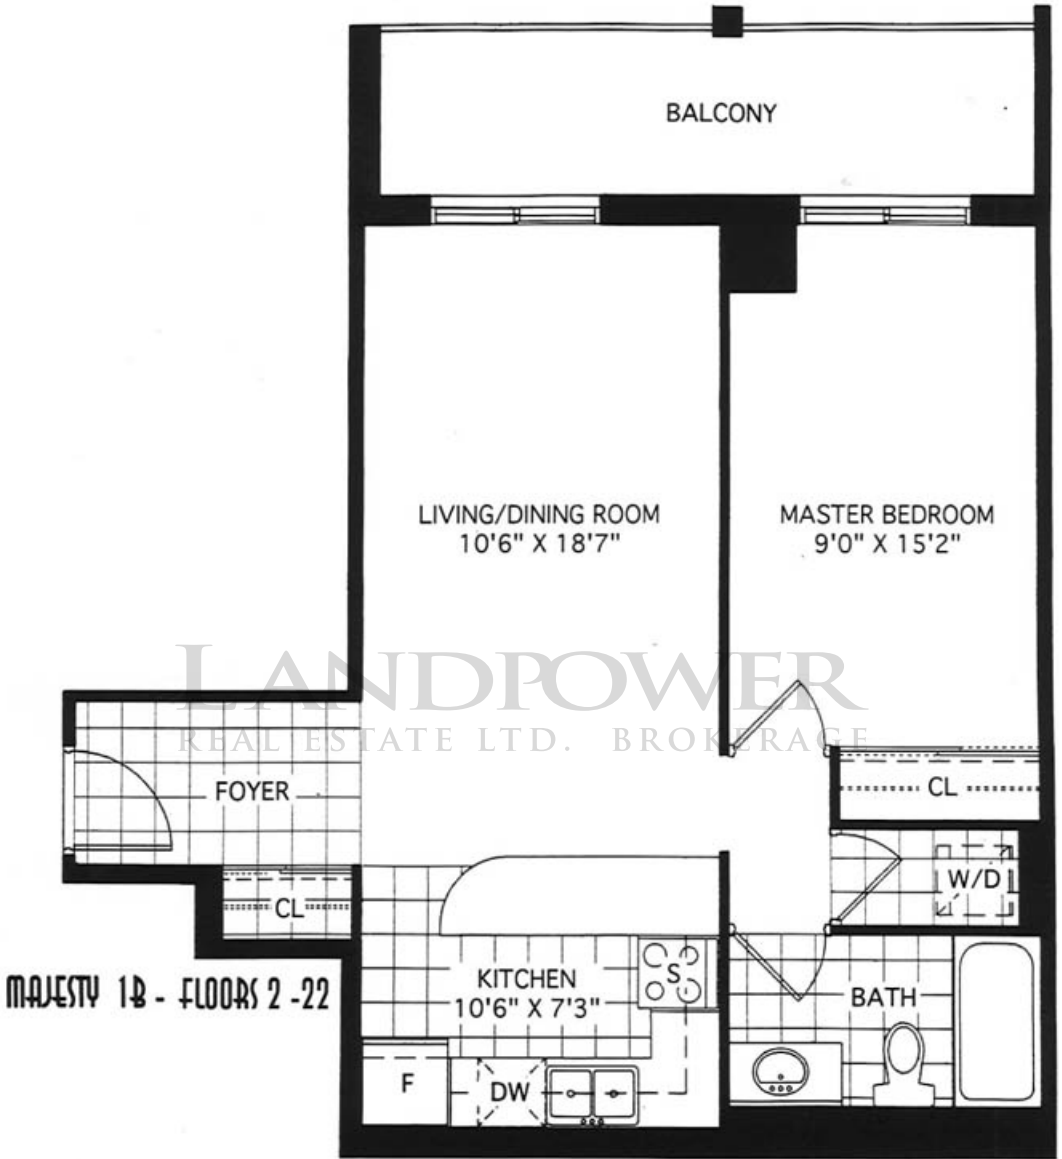 BALCONY
LIVING/DINING ROOM
10'6" X 18'7"
MASTER BEDROOM
9'0" X 15'2"
LANDPOWER
REAL ESTATE LTD. BROKERAGE
FOYER
CL
W/D
CL
MAJESTY 1B - FLOORS 2 -22
KITCHEN
10'6" X 7'3"
S
BATH
F
DW